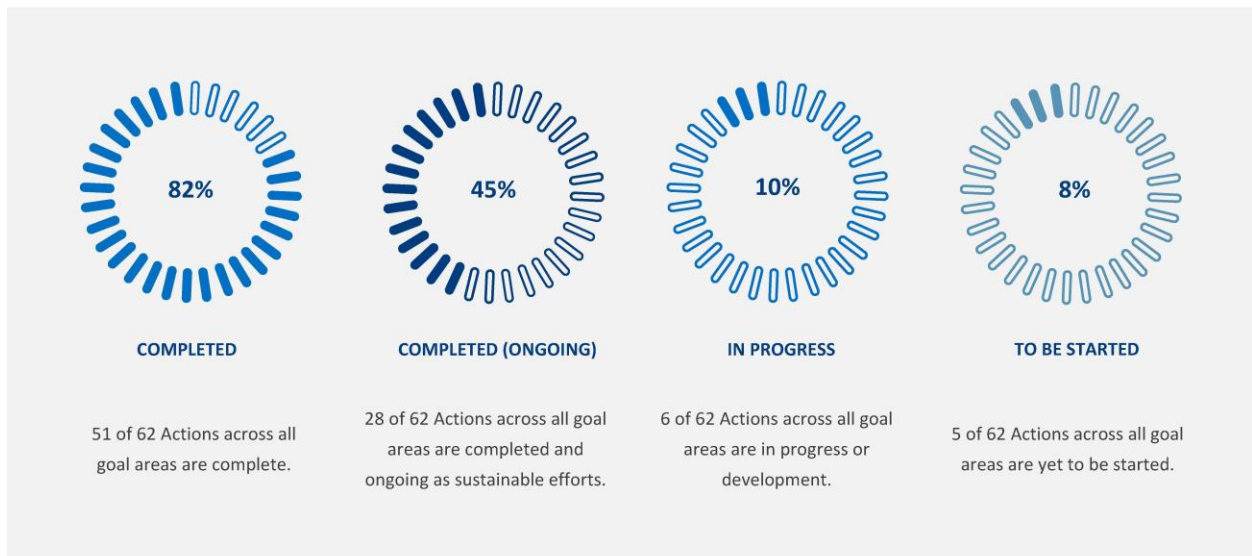 82%
45%
10%
8%
COMPLETED
COMPLETED (ONGOING)
IN PROGRESS
TO BE STARTED
51 of 62 Actions across all
goal areas are complete.
28 of 62 Actions across all goal
areas are completed and
ongoing as sustainable efforts.
6 of 62 Actions across all goal
areas are in progress or
development.
5 of 62 Actions across all goal
areas are yet to be started.